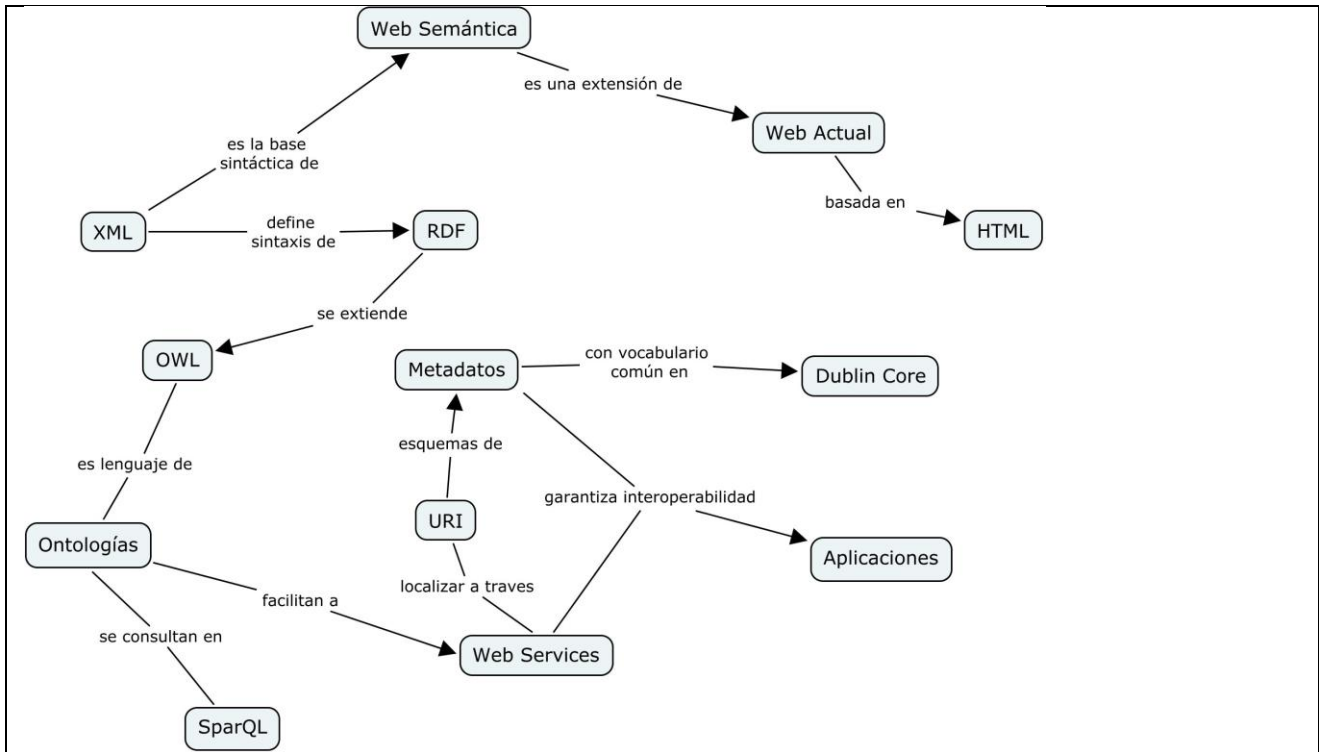 Web Semántica
es una extensión de
Web Actual
es la base
sintáctica de
basada en
XML
define
sintaxis de
RDF
HTML
se extiende
OWL
Metadatos
con vocabulario
común en
Dublin Core
esquemas de
es lenguaje de
garantiza interoperabilidad
URI
Ontologías
Aplicaciones
localizar a traves
facilitan a
se consultan en
Web Services
SparQL